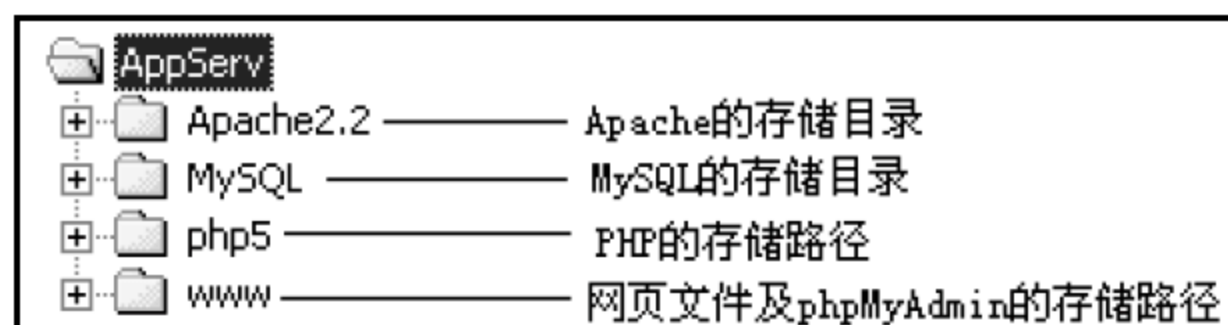 AppServ
Apache2.2 Apache的存储目录
MySQL MySQL的存储目录
php5 PHP的存储路径
www 网页文件及phpMyAdmin的存储路径